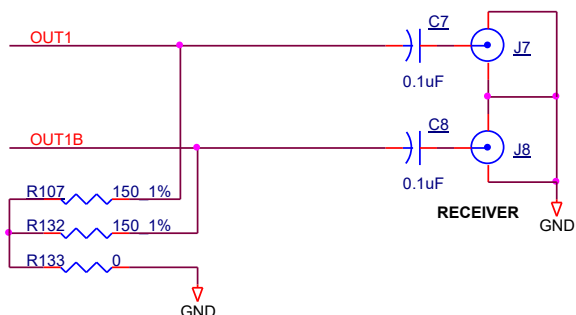 C7
OUT1
J7
0.1uF
C8
OUT1B
J8
0.1uF
R107 150_1%
RECEIVER
GND
R132 150_1%
R133 0
GND